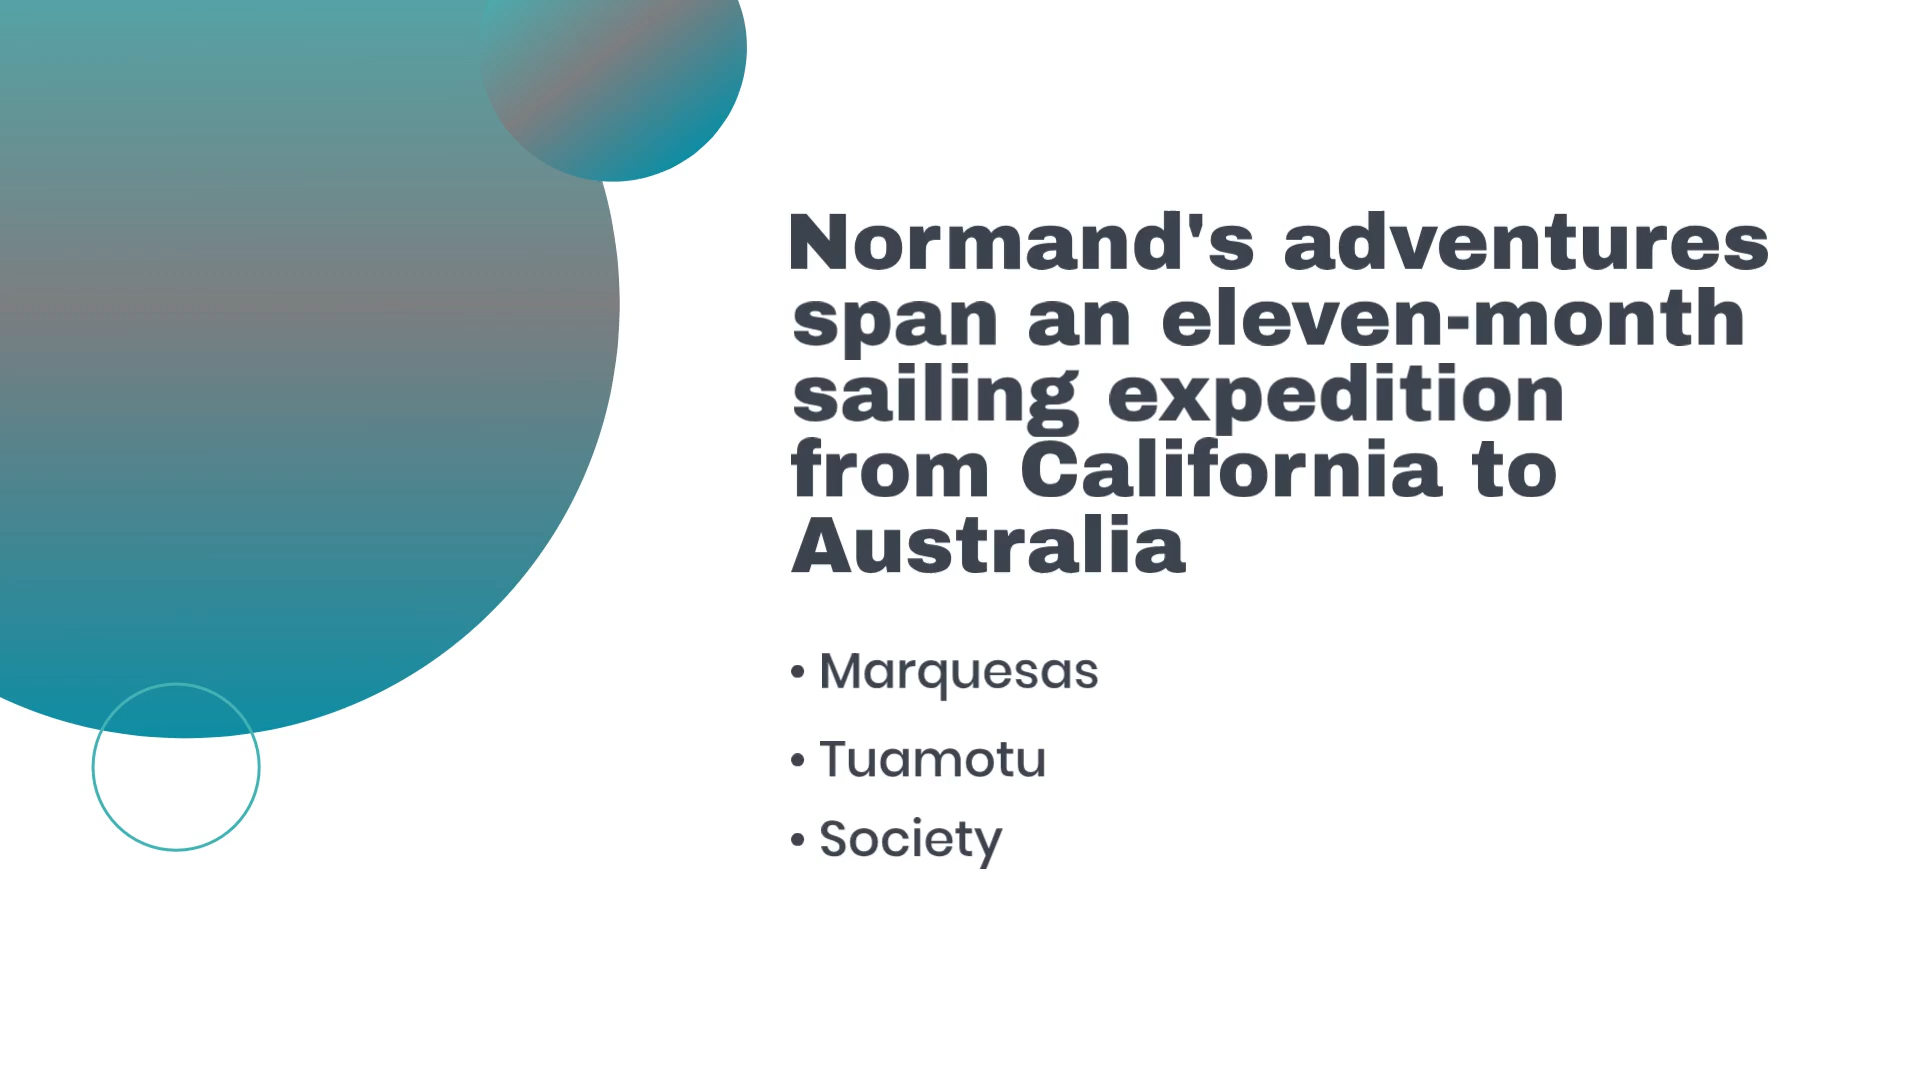 Normand's adventures
span an eleven-month
sailing expedition
from California to
Australia
• Marquesas
• Tuamotu
• Society